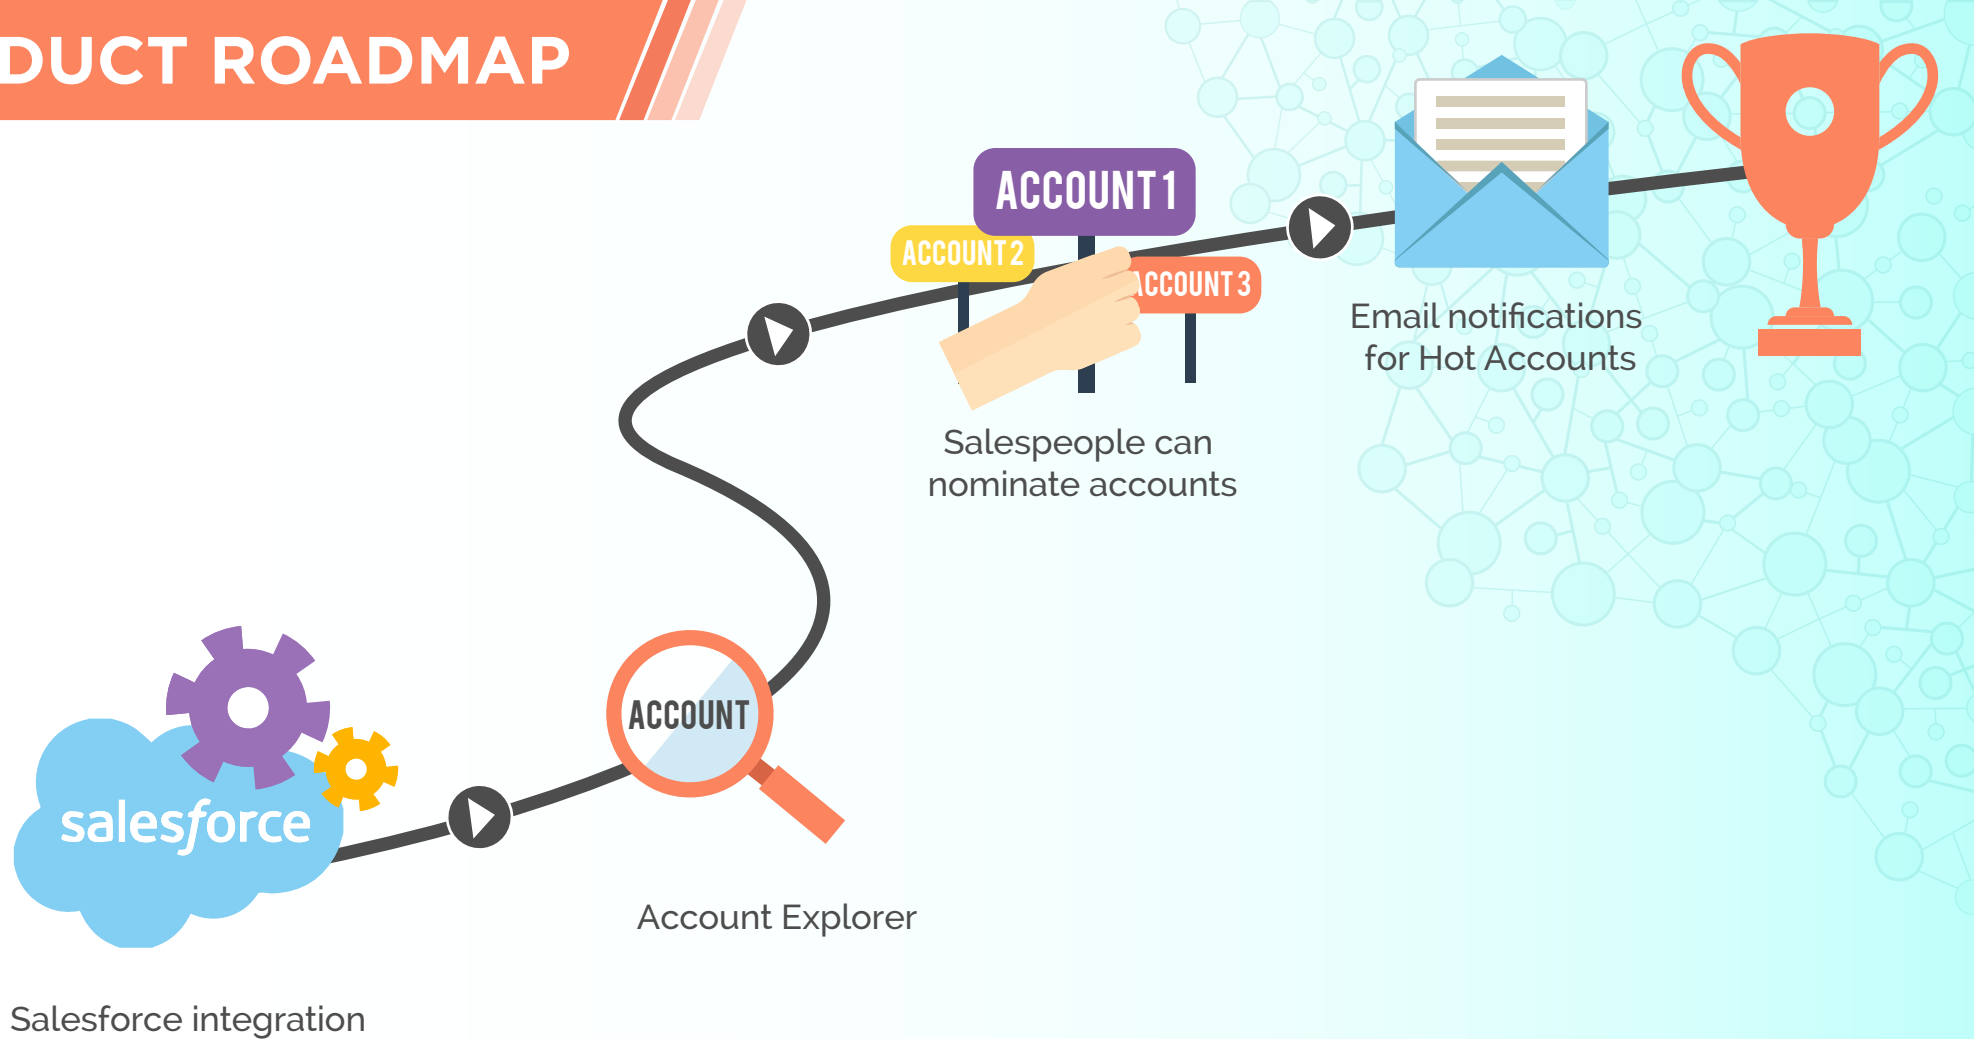 DUCT ROADMAP
ACCOUNT 1
ACCOUNT 2
ACCOUNT 3
Email notifications
for Hot Accounts
Salespeople can
nominate accounts
ACCOUNT
salesforce
Account Explorer
Salesforce integration